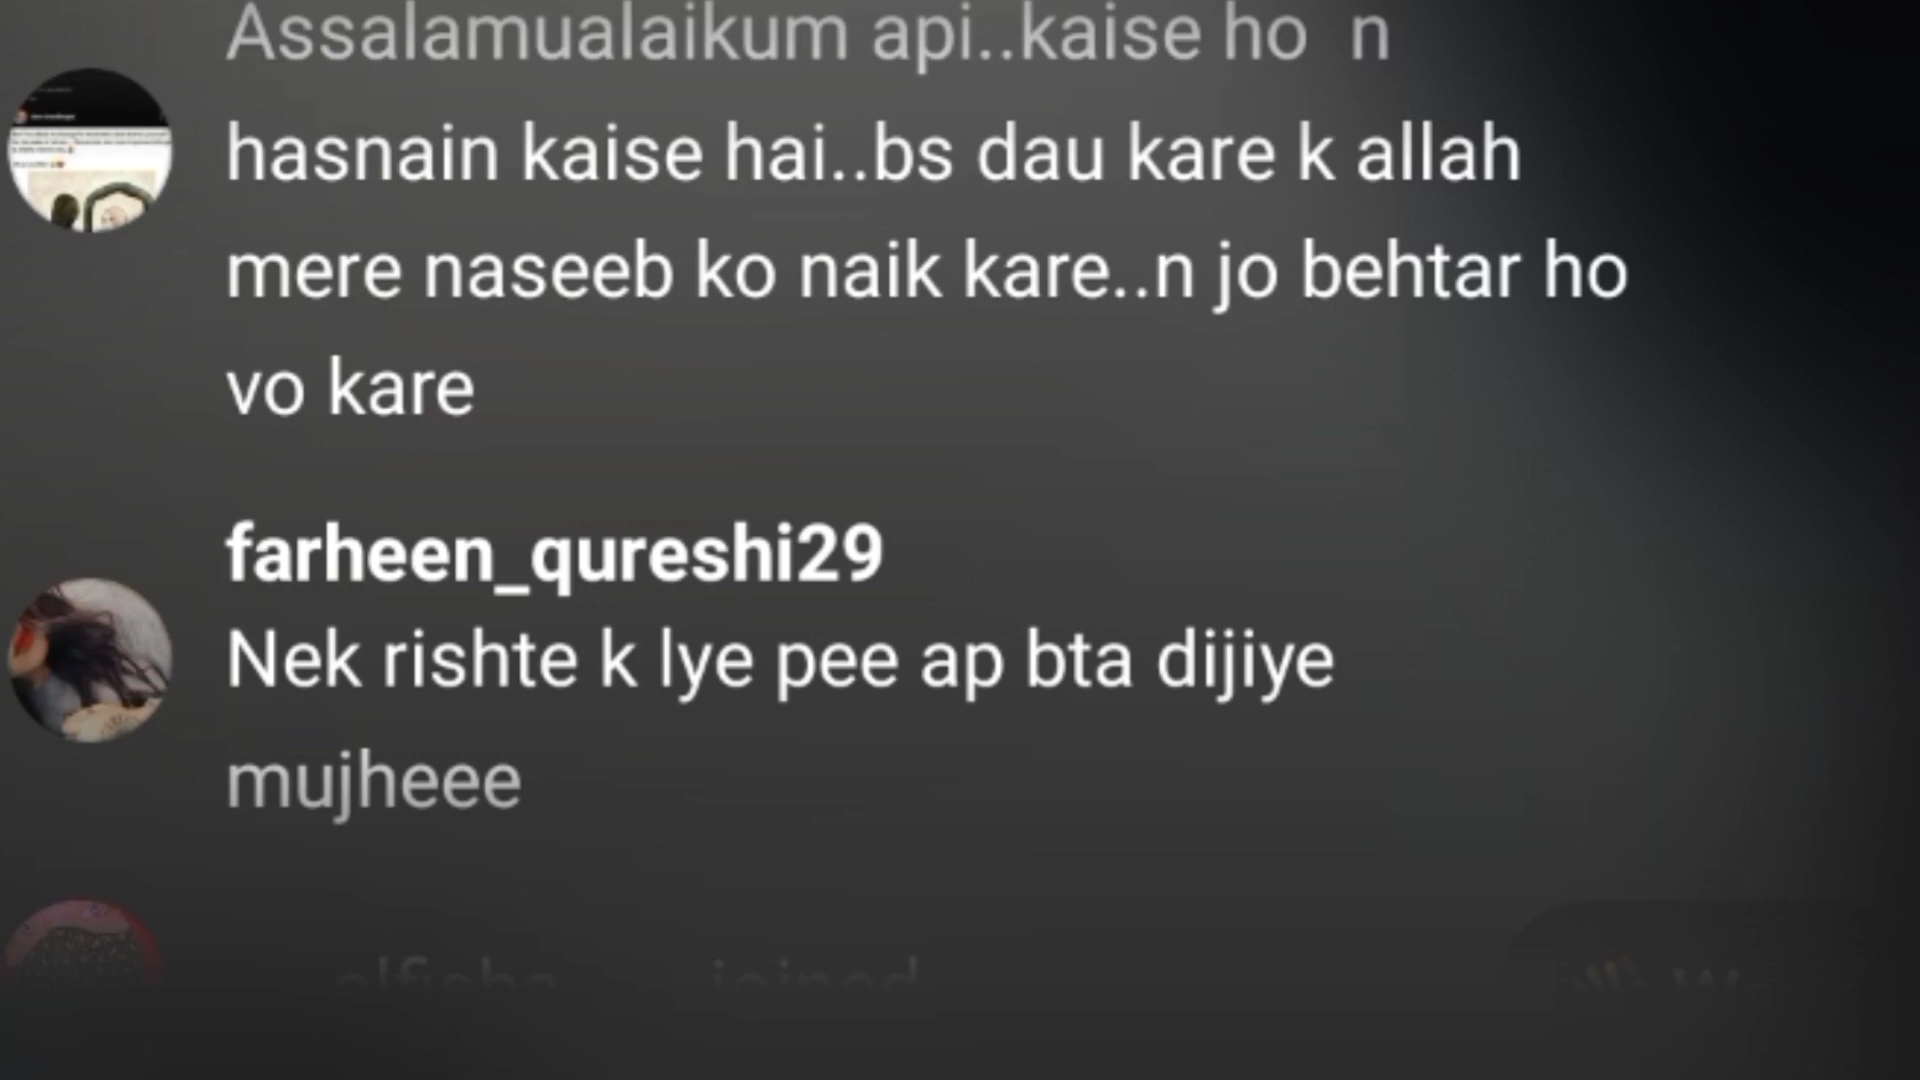 Assalamualaikum api..kaise ho n
hasnain kaise hai..bs dau kare k allah
mere naseeb ko naik kare..n jo behtar ho
vo kare
farheen_qureshi29
Nek rishte k lye pee ap bta dijiye
mujheee
joined